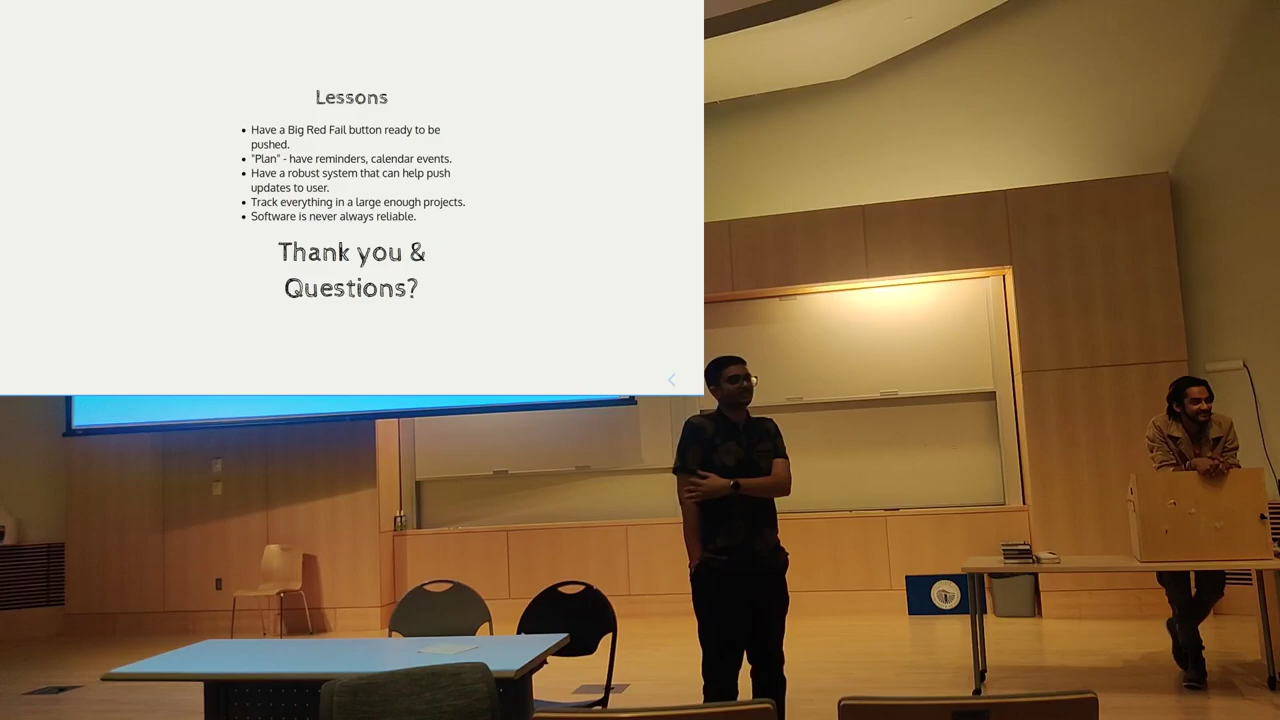 Lessons
Have a Big Red Fail button ready to be
pushed.
"Plan" - have reminders, calendar events.
Have a robust system that can help push
updates to user.
Track everything in a large enough projects.
Software is never always reliable.
Thank you &
Questions?